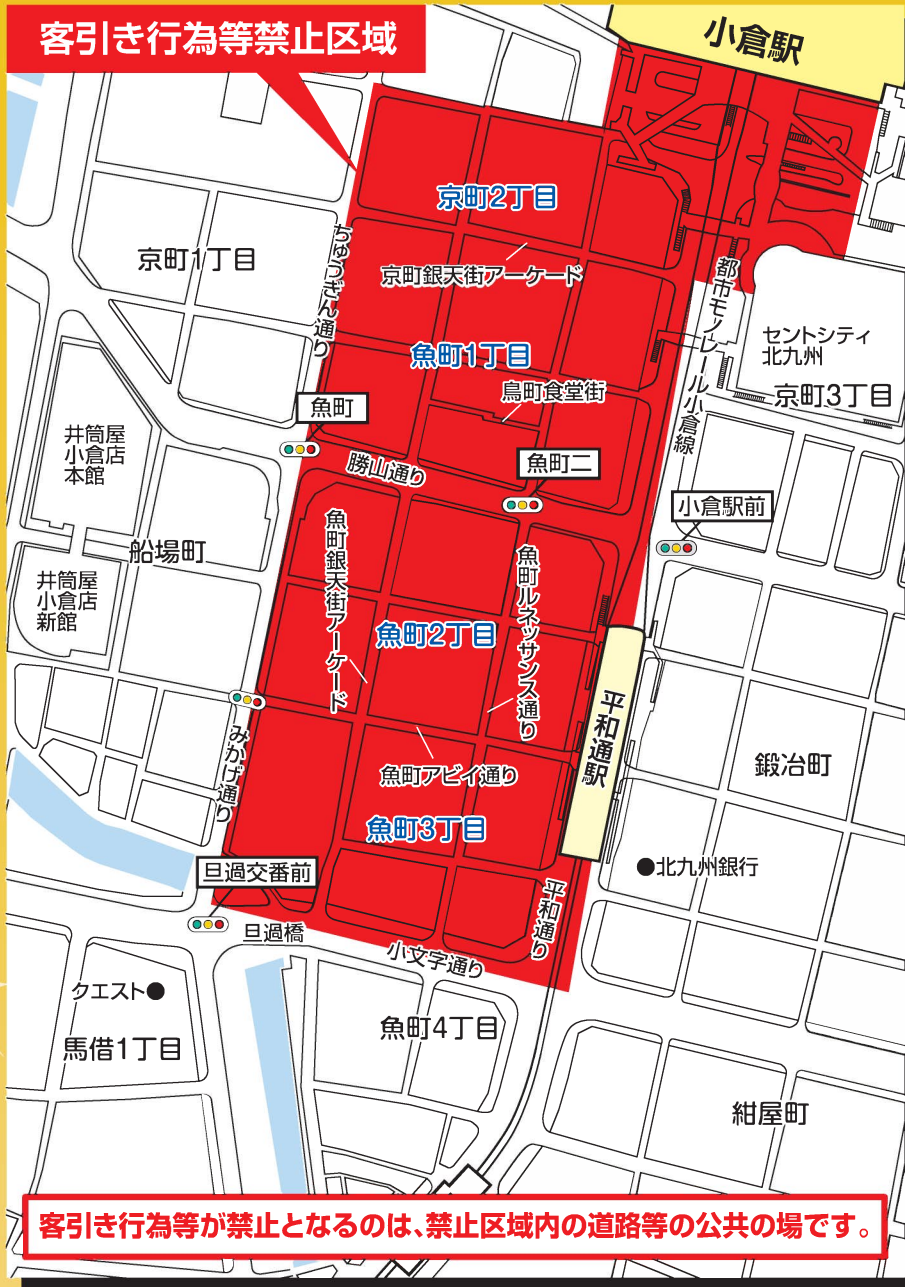 客引き行為等禁止区域
小倉駅
京町2丁目
京町1丁目
ちゅうぎん通り
京町銀天街アーケード
都市モノレール小倉線
セントシティ
北九州
魚町1丁目
鳥町食堂街
京町3丁目
魚町
井筒屋
小倉店
本館
勝山通り
魚町二
小倉駅前
船場町
魚町銀天街アーケード
魚町ルネッサンス通り
井筒屋
小倉店
新館
魚町2丁目
平和通駅
みかげ通り
魚町アビイ通り
鍛冶町
魚町3丁目
旦過交番前
●北九州銀行
平和通り
旦過橋
小文字通り
クエスト●
魚町4丁目
馬借1丁目
紺屋町
客引き行為等が禁止となるのは、禁止区域内の道路等の公共の場です。